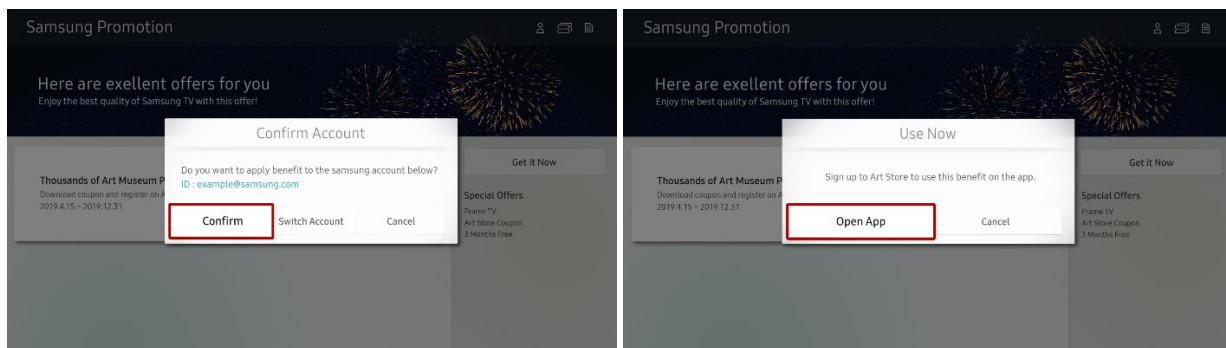 Samsung Promotion
Here are exellent offers for you
Enjoy the best quality of Samsung TV with this offer!
Confirm Account
Do you want to apply benefit to the samsung account below?
ID : example@samsung.com
Confirm
Switch Account
Cancel
Thousands of Art Museum P
Download coupon and register on A
2019.4.15 ~ 2019.12.31
Get it Now
Special Offers
Frame TV
Art Store Coupon
3 Months Free
Samsung Promotion
Here are exellent offers for you
Enjoy the best quality of Samsung TV with this offer!
Use Now
Sign up to Art Store to use this benefit on the app.
Open App
Cancel
Thousands of Art Museum P
Download coupon and register on A
2019.4.15 ~ 2019.12.31
Get it Now
Special Offers
Frame TV
Art Store Coupon
3 Months Free